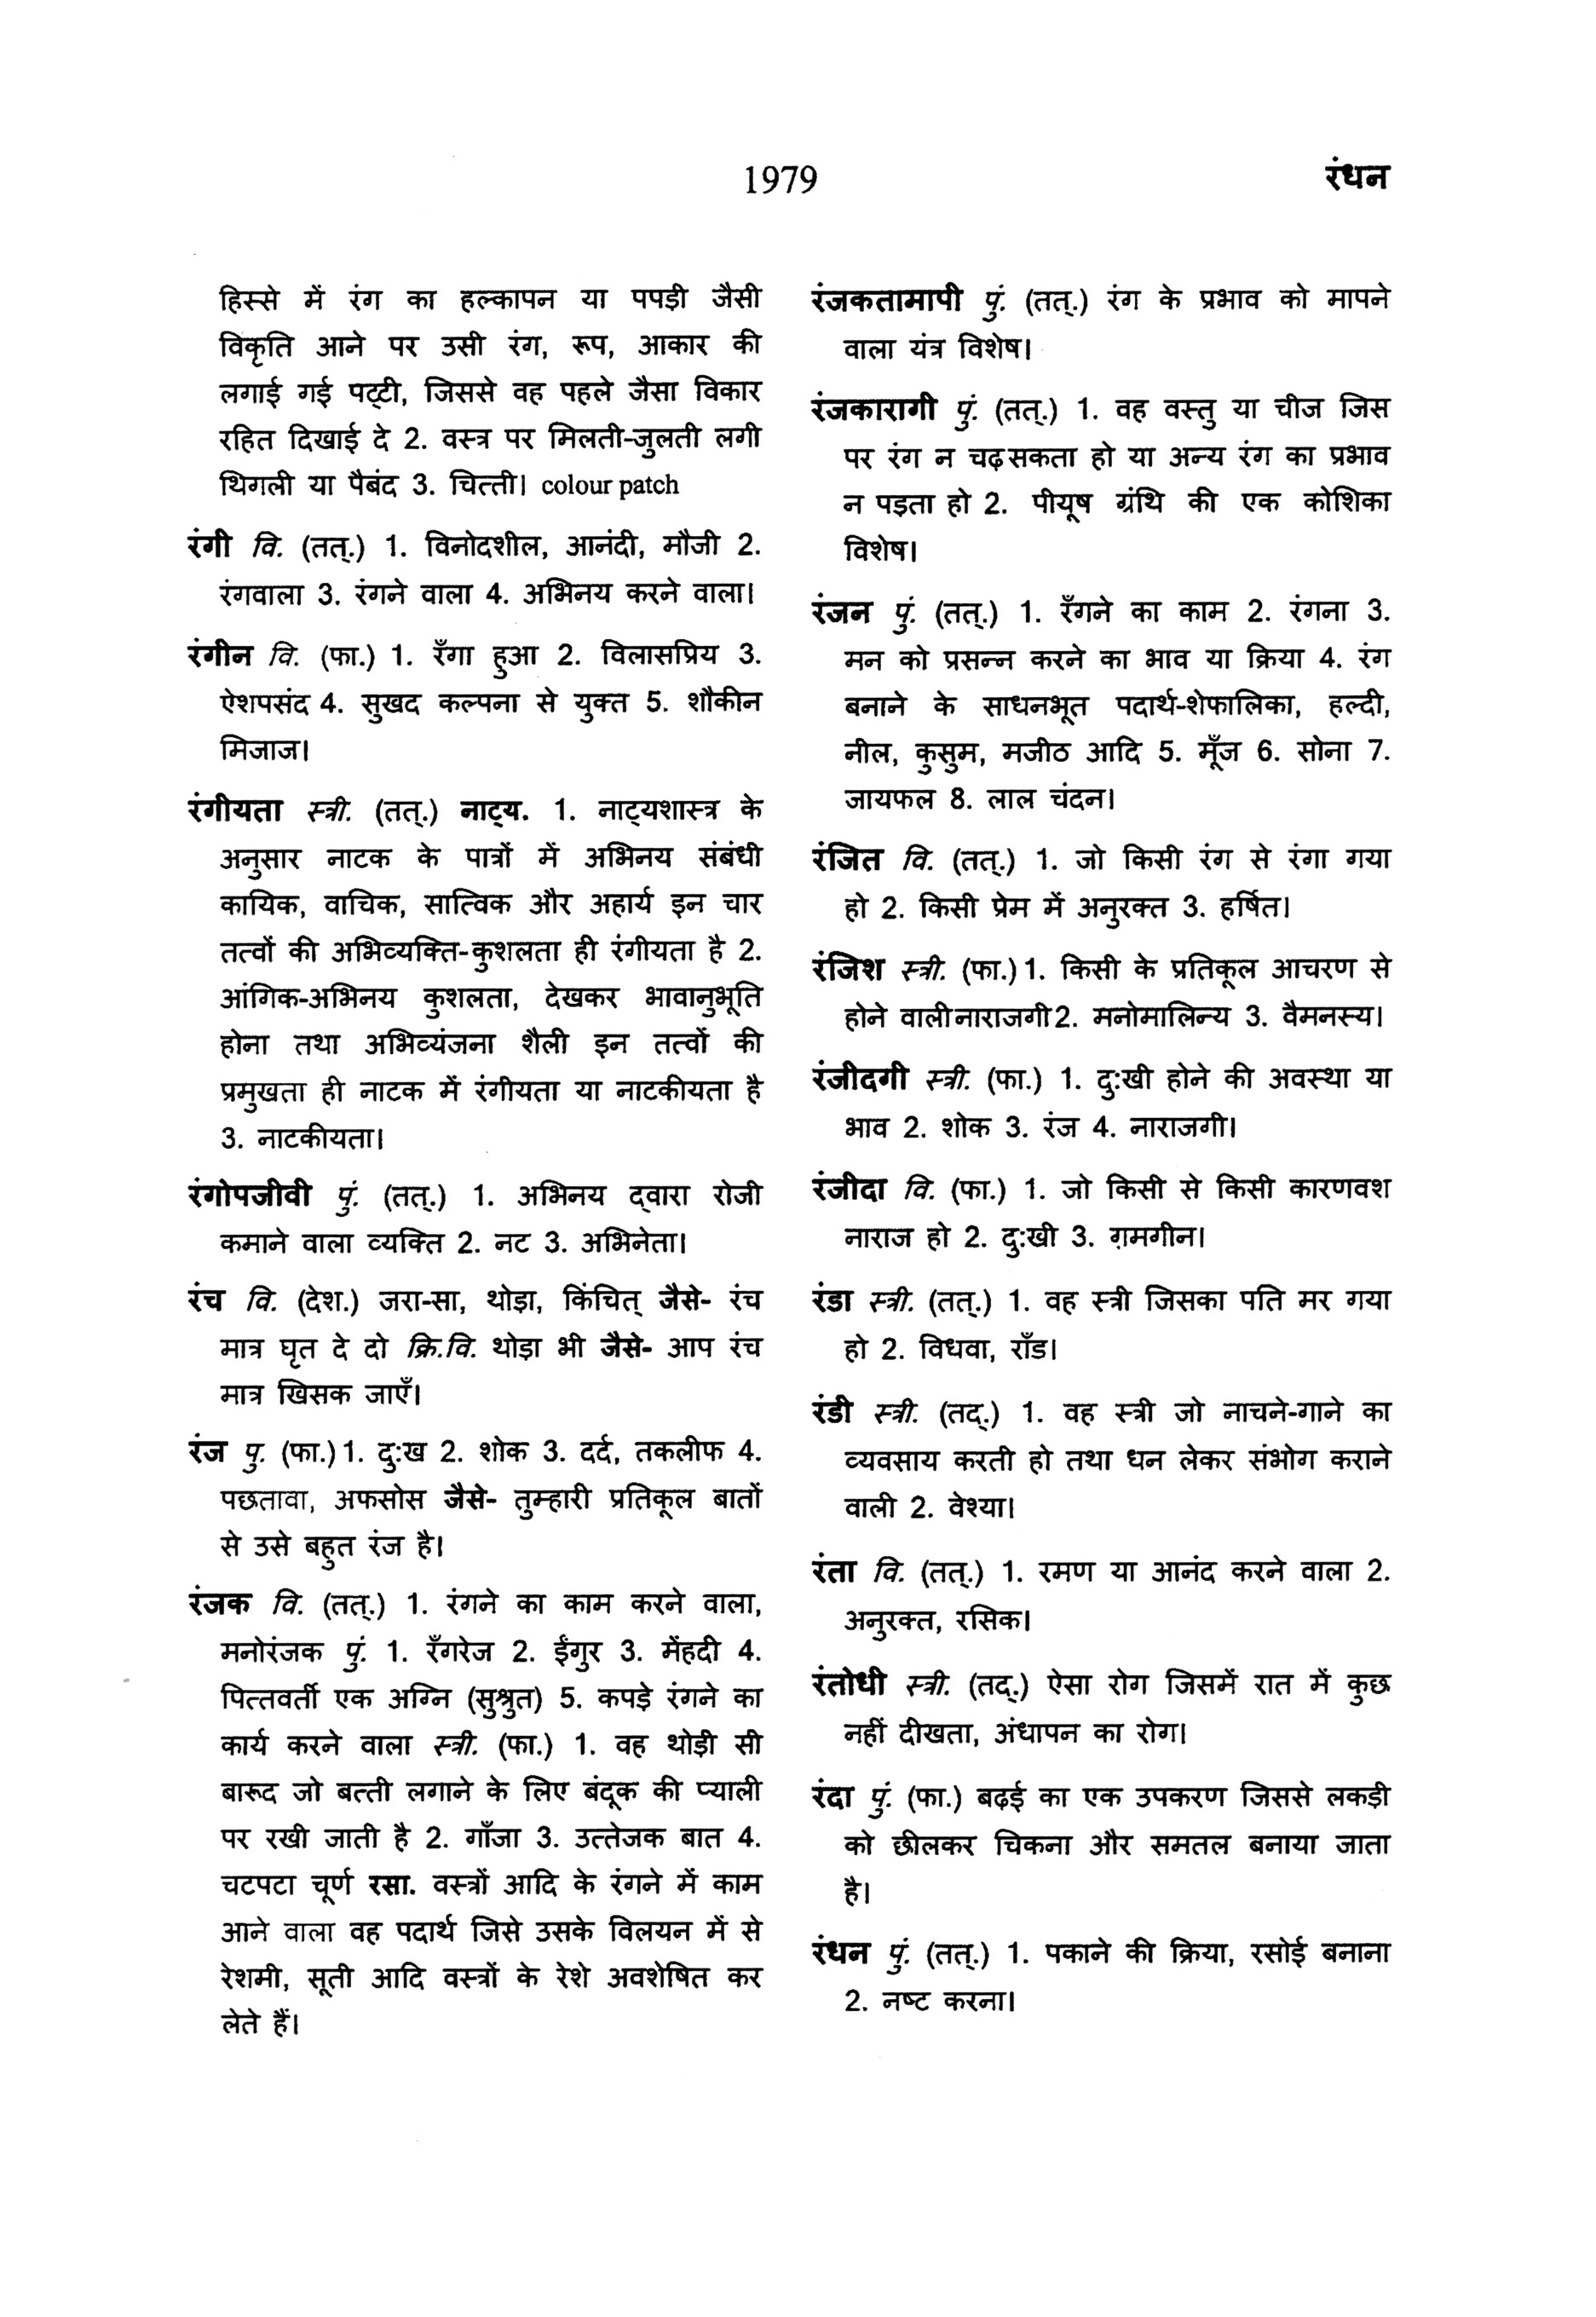 1979
रंधन
हिस्से में रंग का हल्कापन या पपड़ी जैसी
विकृति आने पर उसी रंग, रूप, आकार की
लगाई गई पट्टी, जिससे वह पहले जैसा विकार
रहित दिखाई दे 2. वस्त्र पर मिलती-जुलती लगी
थिगली या पैबंद 3. चित्ती। colour patch
रंगी वि. (तत्.) 1. विनोदशील, आनंदी, मौजी 2.
रंगवाला 3. रंगने वाला 4. अभिनय करने वाला।
रंगीन वि. (फा.) 1. रँगा हुआ 2. विलासप्रिय 3.
ऐशपसंद 4. सुखद कल्पना से युक्त 5. शौकीन
मिजाज।
रंगीयता स्त्री. (तत्.) नाट्य. 1. नाट्यशास्त्र के
अनुसार नाटक के पात्रों में अभिनय संबंधी
कायिक, वाचिक, सात्विक और अहार्य इन चार
तत्वों की अभिव्यक्ति-कुशलता ही रंगीयता है 2.
आंगिक-अभिनय कुशलता, देखकर भावानुभूति
होना तथा अभिव्यंजना शैली इन तत्वों की
प्रमुखता ही नाटक में रंगीयता या नाटकीयता है
3. नाटकीयता।
रंगोपजीवी पुं. (तत्.) 1. अभिनय द्वारा रोजी
कमाने वाला व्यक्ति 2. नट 3. अभिनेता।
रंच वि. (देश.) जरा-सा, थोड़ा, किंचित् जैसे- रंच
मात्र घृत दे दो क्रि.वि. थोड़ा भी जैसे- आप रंच
मात्र खिसक जाएँ।
रंज पु. (फा.) 1. दु:ख 2. शोक 3. दर्द, तकलीफ 4.
पछतावा, अफसोस जैसे- तुम्हारी प्रतिकूल बातों
से उसे बहुत रंज है।
रंजक वि. (तत्.) 1. रंगने का काम करने वाला,
मनोरंजक पुं. 1. रँगरेज 2. ईंगुर 3. मेंहदी 4.
पित्तवर्ती एक अग्नि (सुश्रुत) 5. कपड़े रंगने का
कार्य करने वाला स्त्री. (फा.) 1. वह थोड़ी सी
बारूद जो बत्ती लगाने के लिए बंदूक की प्याली
पर रखी जाती है 2. गाँजा 3. उत्तेजक बात 4.
चटपटा चूर्ण रसा. वस्त्रों आदि के रंगने में काम
आने वाला वह पदार्थ जिसे उसके विलयन में से
रेशमी, सूती आदि वस्त्रों के रेशे अवशेषित कर
लेते हैं।
रंजकतामापी पुं. (तत्.) रंग के प्रभाव को मापने
वाला यंत्र विशेष।
रंजकारागी पुं. (तत्.) 1. वह वस्तु या चीज जिस
पर रंग न चढ़ सकता हो या अन्य रंग का प्रभाव
न पड़ता हो 2. पीयूष ग्रंथि की एक कोशिका
विशेष।
रंजन पुं. (तत्.) 1. रँगने का काम 2. रंगना 3.
मन को प्रसन्न करने का भाव या क्रिया 4. रंग
बनाने के साधनभूत पदार्थ-शेफालिका, हल्दी,
नील, कुसुम, मजीठ आदि 5. मूँज 6. सोना 7.
जायफल 8. लाल चंदन।
रंजित वि. (तत्.) 1. जो किसी रंग से रंगा गया
हो 2. किसी प्रेम में अनुरक्त 3. हर्षित।
रंजिश स्त्री. (फा.) 1. किसी के प्रतिकूल आचरण से
होने वाली नाराजगी 2. मनोमालिन्य 3. वैमनस्य।
रंजीदगी स्त्री. (फा.) 1. दु:खी होने की अवस्था या
भाव 2. शोक 3. रंज 4. नाराजगी।
रंजीदा वि. (फा.) 1. जो किसी से किसी कारणवश
नाराज हो 2. दु:खी 3. ग़मगीन।
रंडा स्त्री. (तत्.) 1. वह स्त्री जिसका पति मर गया
हो 2. विधवा, राँड।
रंडी स्त्री. (तद्.) 1. वह स्त्री जो नाचने-गाने का
व्यवसाय करती हो तथा धन लेकर संभोग कराने
वाली 2. वेश्या।
रंता वि. (तत्.) 1. रमण या आनंद करने वाला 2.
अनुरक्त, रसिक।
रंतोधी स्त्री. (तद्.) ऐसा रोग जिसमें रात में कुछ
नहीं दीखता, अंधापन का रोग।
रंदा पुं. (फा.) बढ़ई का एक उपकरण जिससे लकड़ी
को छीलकर चिकना और समतल बनाया जाता
है।
रंधन पुं. (तत्.) 1. पकाने की क्रिया, रसोई बनाना
2. नष्ट करना।